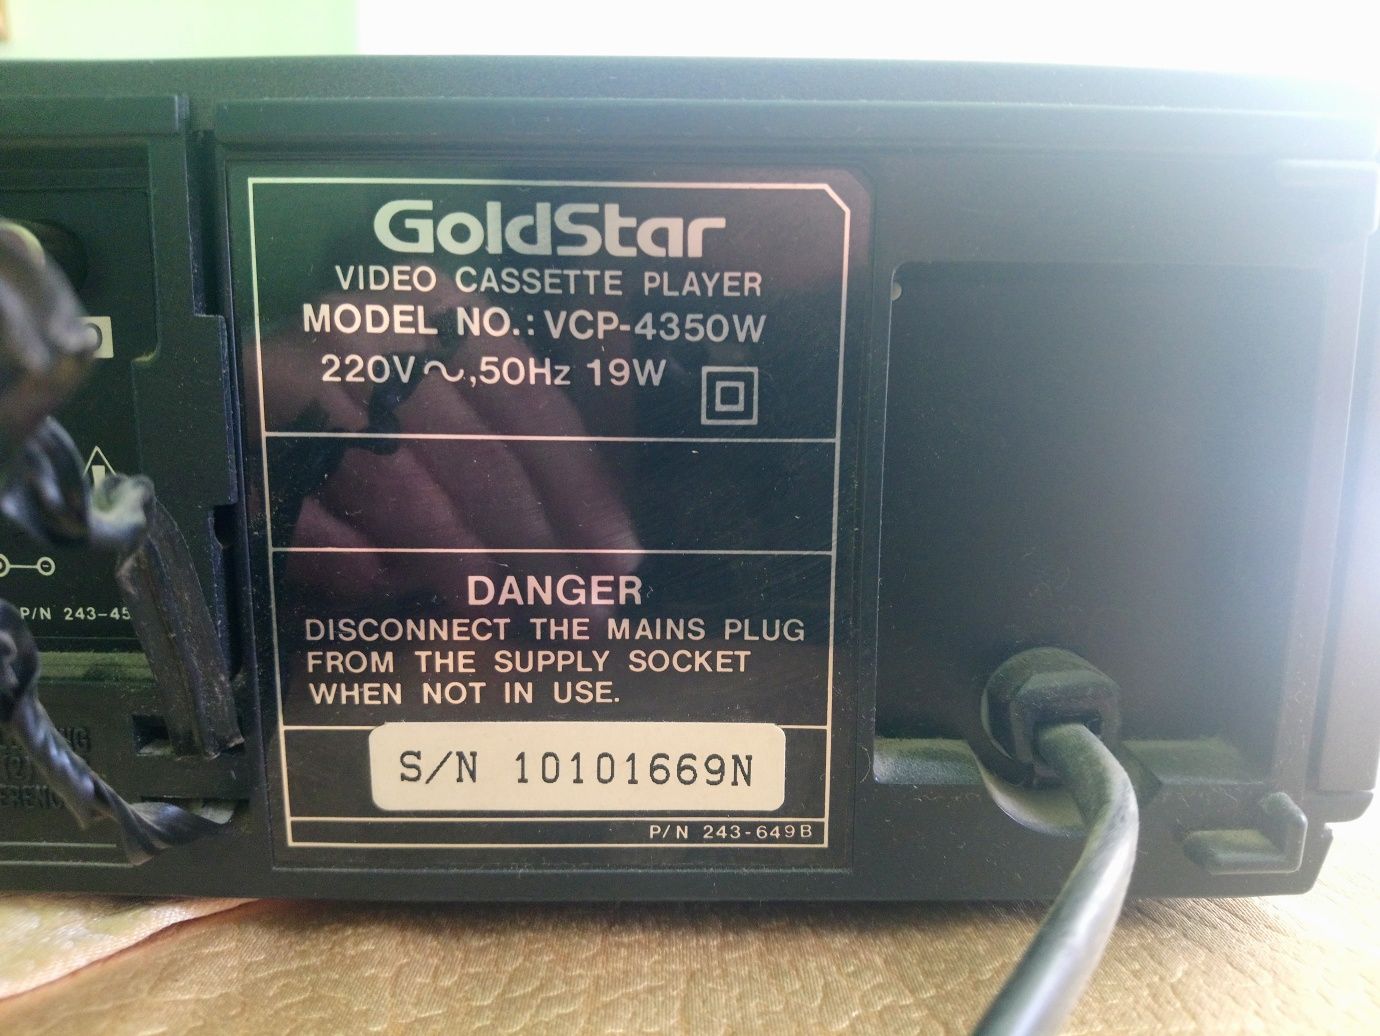 GoldStar
VIDEO CASSETTE PLAYER
MODEL NO.: VCP-4350W
220V ~,50Hz 19W
DANGER
DISCONNECT THE MAINS PLUG
FROM THE SUPPLY SOCKET
WHEN NOT IN USE.
S/N 10101669N
P/N 243-649B
P/N 243-45